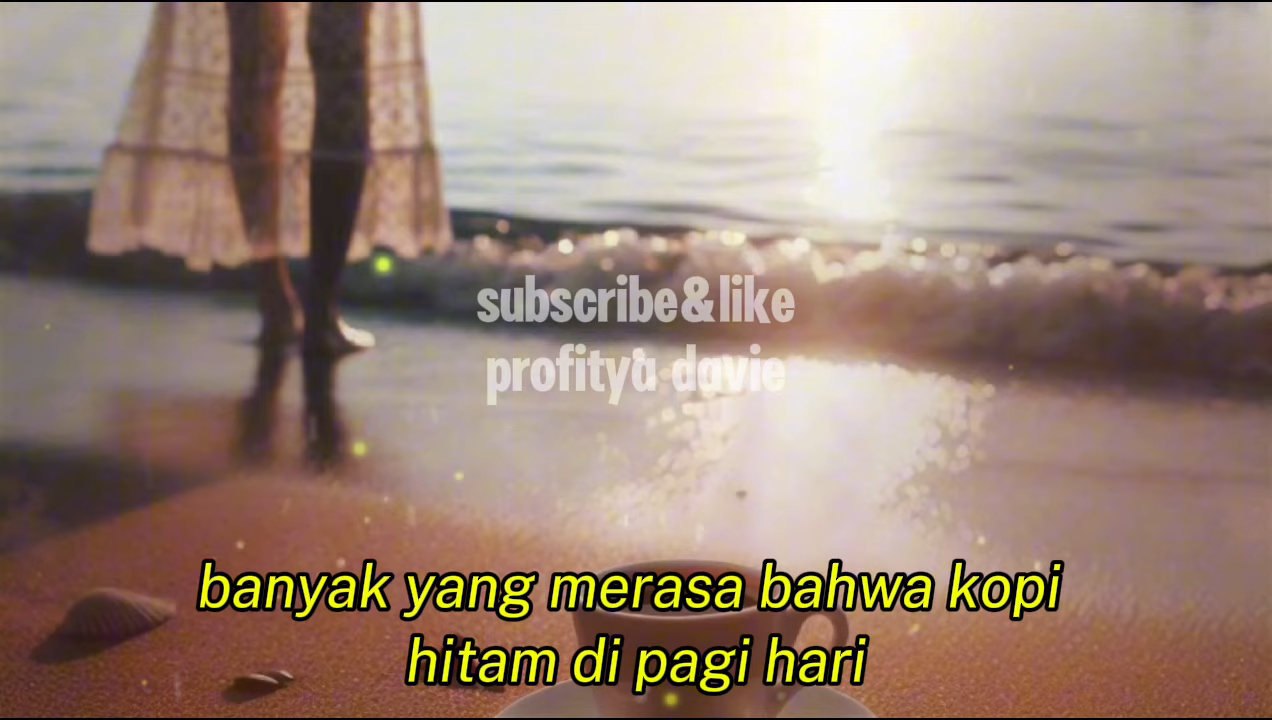 subscribe&like
profitya davie
banyak yang merasa bahwa kopi
hitam di pagi hari